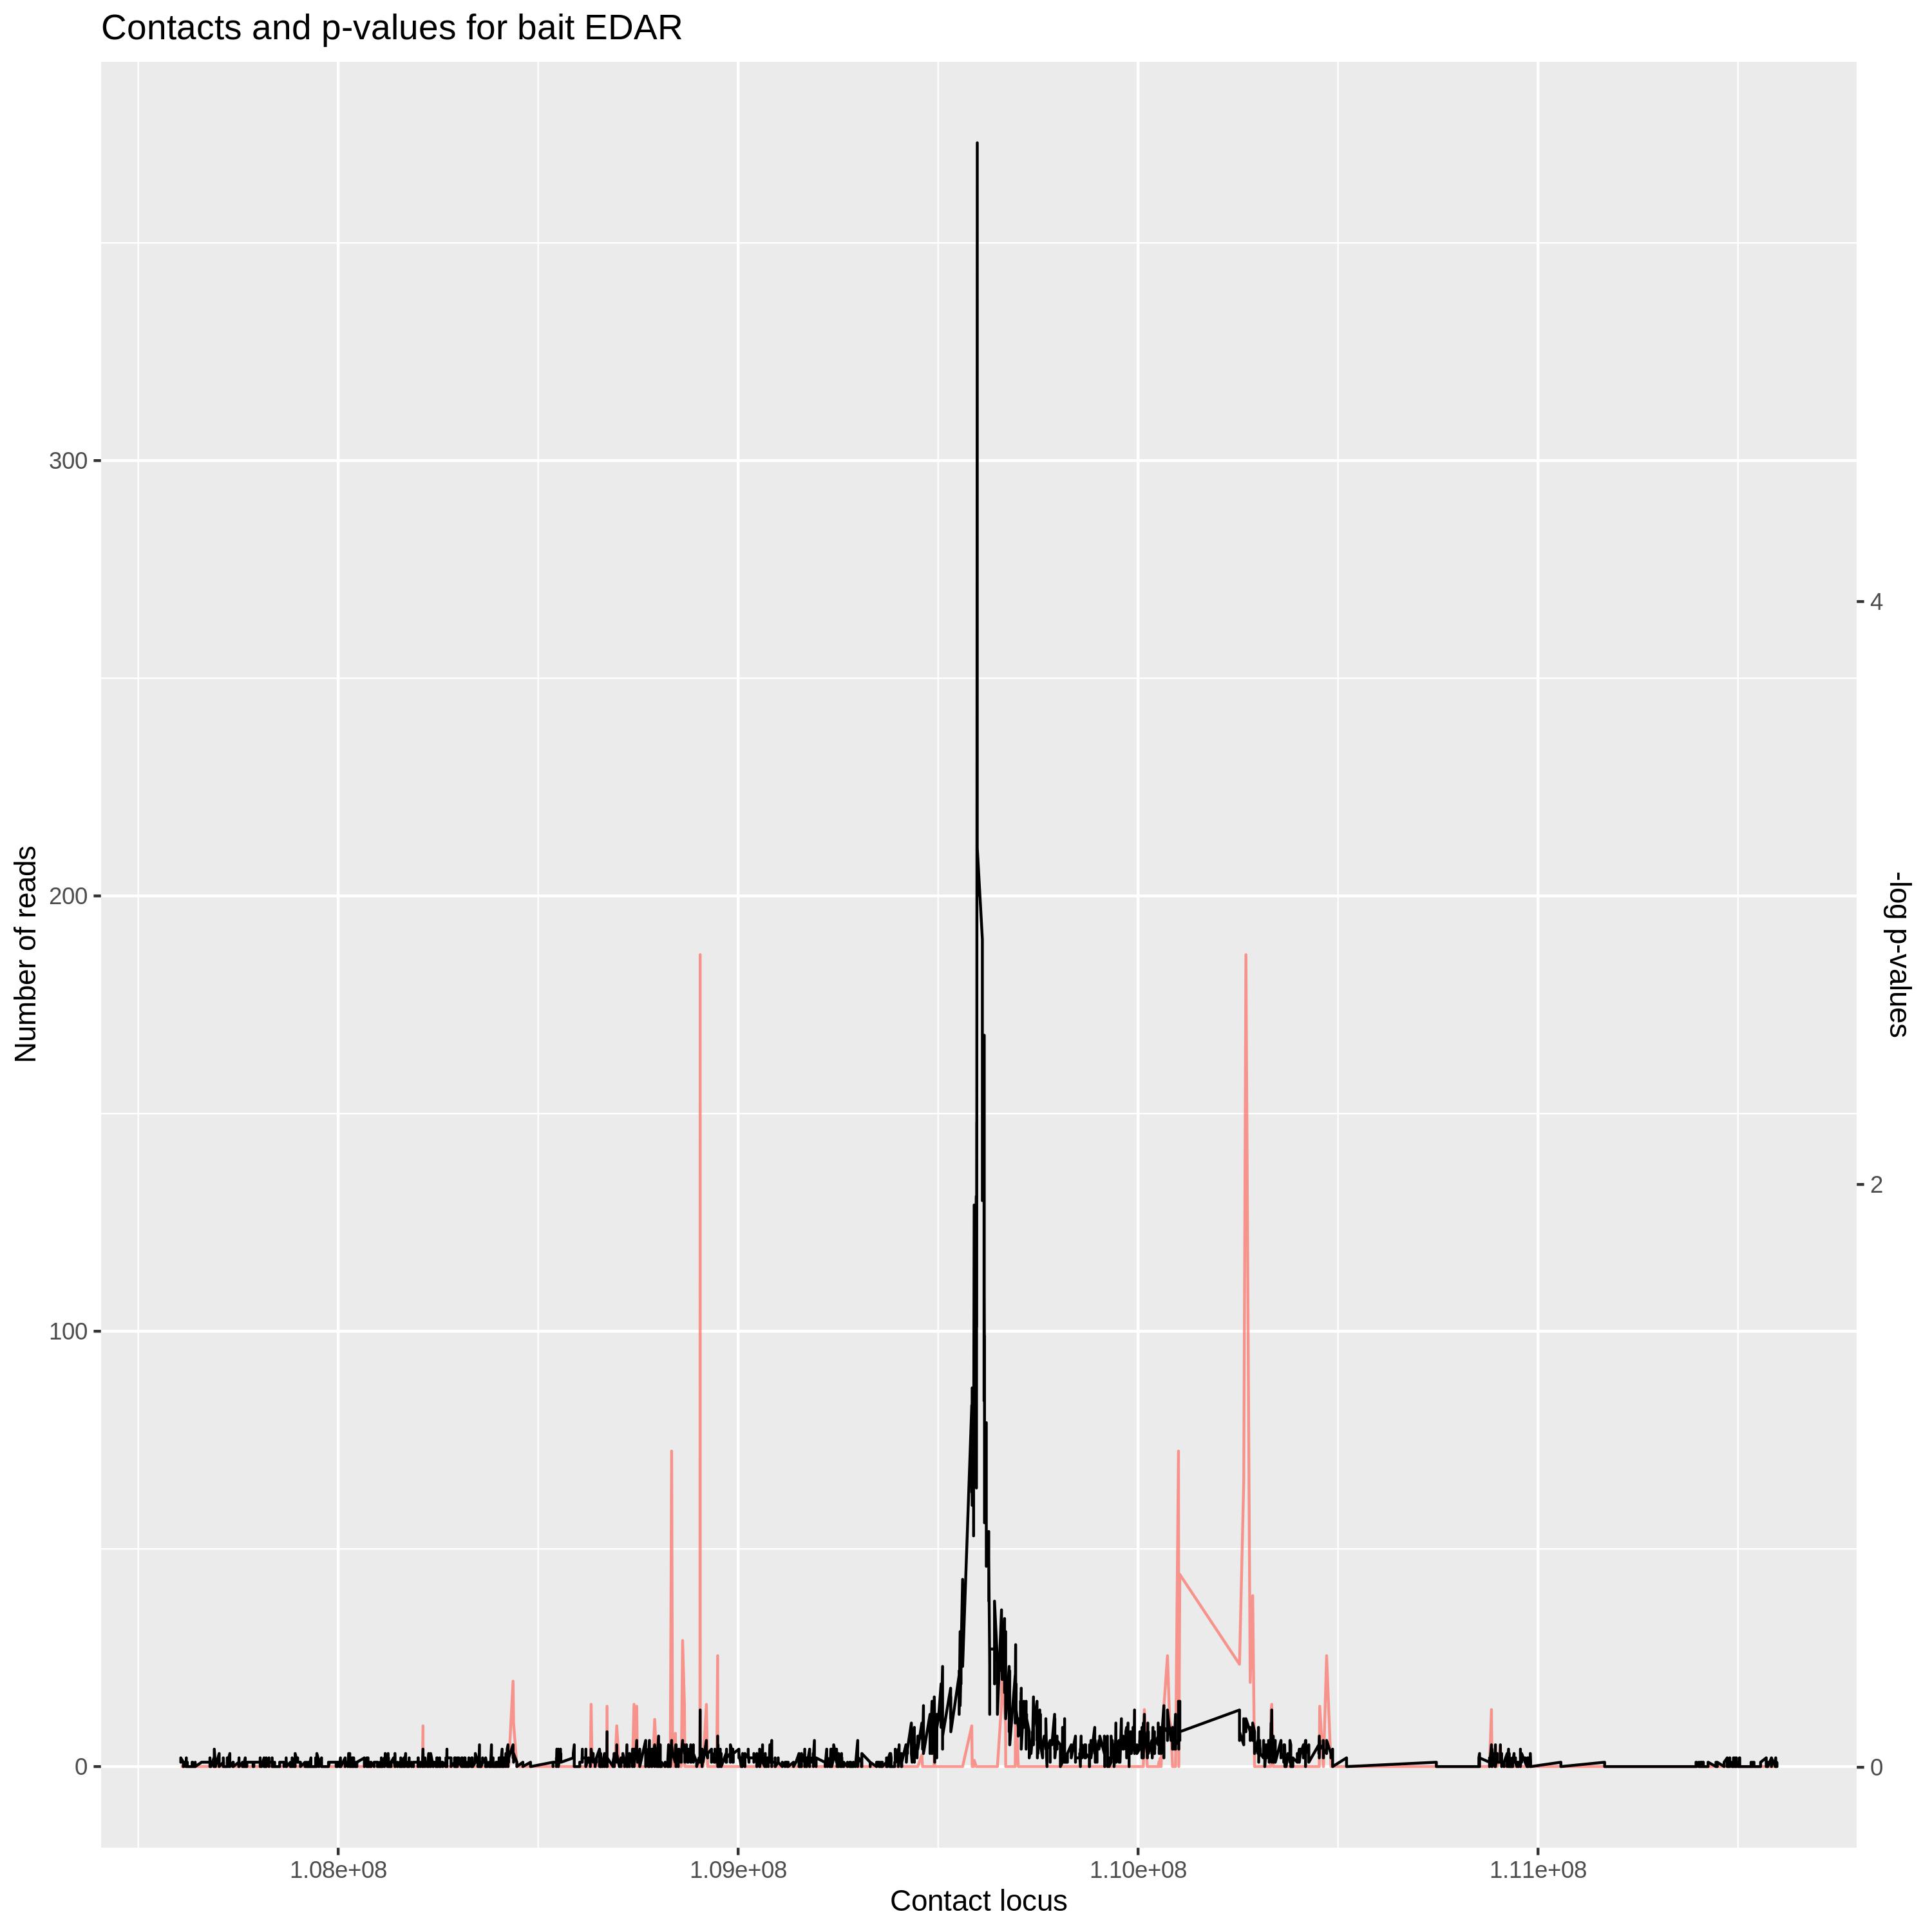 Contacts and p-values for bait EDAR
300
200
100
0
Number of reads
4
2
0
-log p-values
1.08e+08
1.09e+08
1.10e+08
1.11e+08
Contact locus